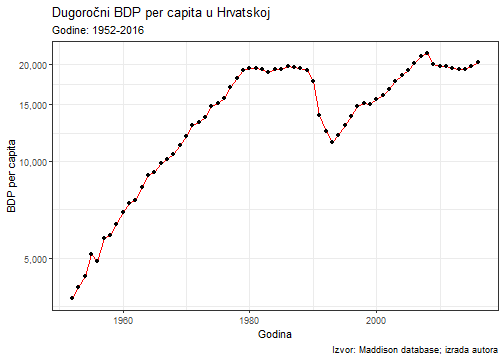 Dugoročni BDP per capita u Hrvatskoj
Godine: 1952-2016
20,000
15,000
10,000
5,000
BDP per capita
1960
1980
2000
Godina
Izvor: Maddison database; izrada autora